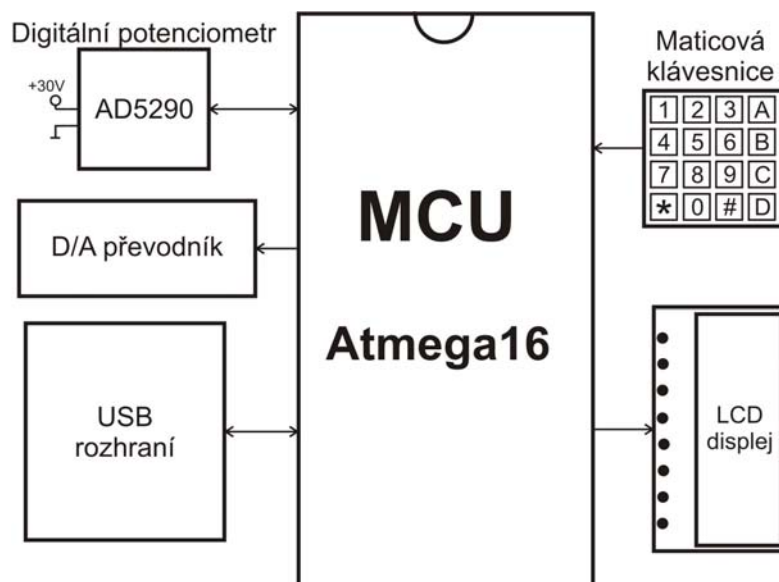 Digitální potenciometr
+30V
AD5290
D/A převodník
USB
rozhraní
MCU
Atmega16
Maticová
klávesnice
1 2 3 A
4 5 6 B
7 8 9 C
* 0 # D
LCD
displej